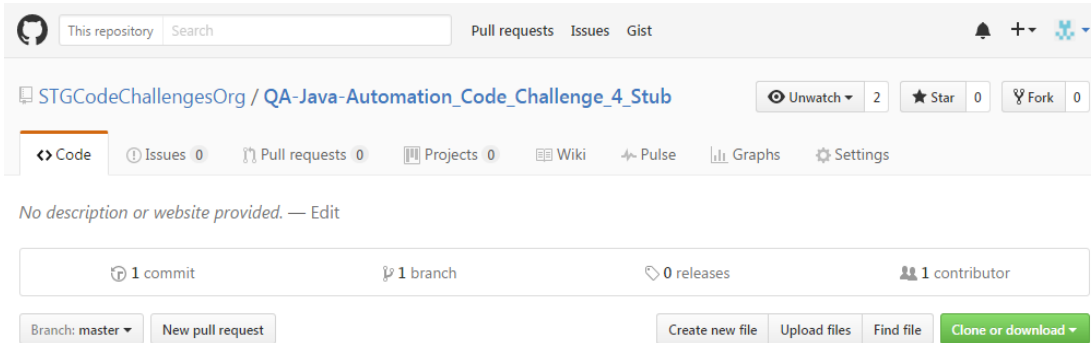 This repository Search Pull requests Issues Gist
STGCodeChallengesOrg / QA-Java-Automation_Code_Challenge_4_Stub Unwatch 2 Star 0 Fork 0
Code Issues 0 Pull requests 0 Projects 0 Wiki Pulse Graphs Settings
No description or website provided. — Edit
1 commit 1 branch 0 releases 1 contributor
Branch: master New pull request Create new file Upload files Find file Clone or download